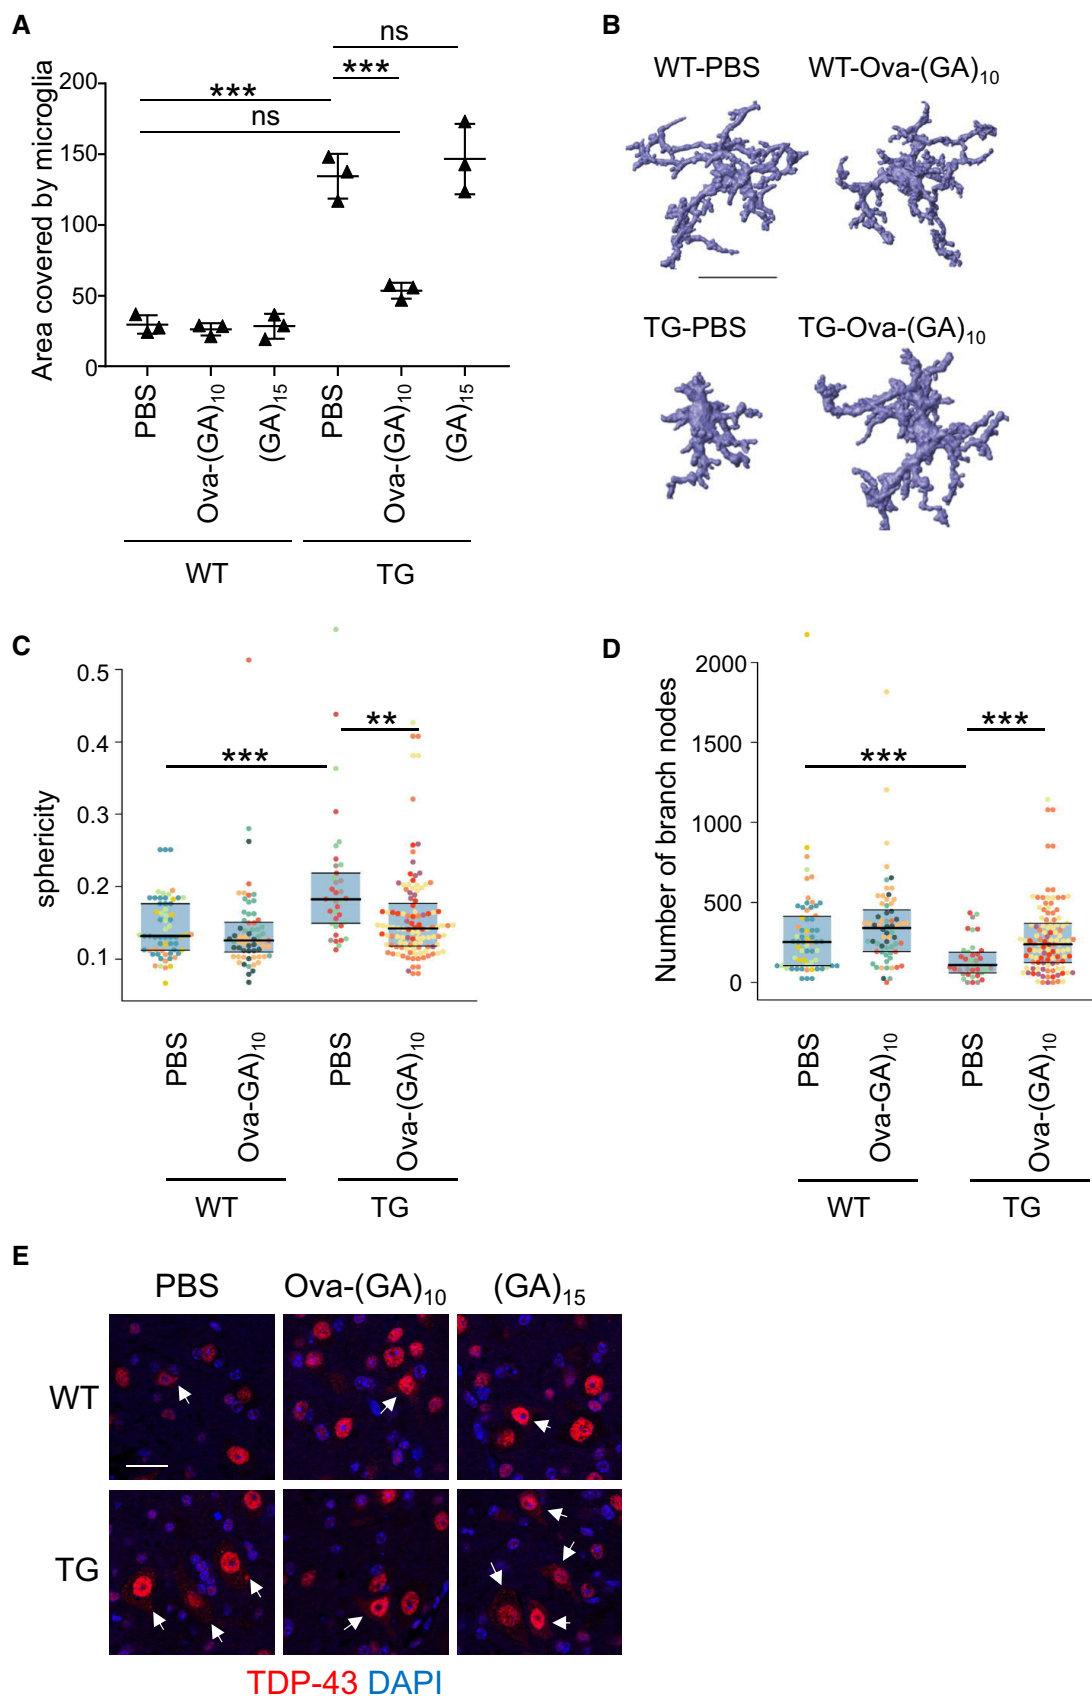 A
ns
***
***
ns
Area covered by microglia
200
150
100
50
0
PBS
Ova-(GA)10
(GA)15
PBS
Ova-(GA)10
(GA)15
WT
TG
B
WT-PBS
WT-Ova-(GA)10
TG-PBS
TG-Ova-(GA)10
C
sphericity
0.5
0.4
0.3
0.2
0.1
***
**
PBS
Ova-GA)10
PBS
Ova-(GA)10
WT
TG
D
Number of branch nodes
2000
1500
1000
500
0
***
***
PBS
Ova-GA)10
PBS
Ova-(GA)10
WT
TG
E
PBS
Ova-(GA)10
(GA)15
WT
TG
TDP-43 DAPI